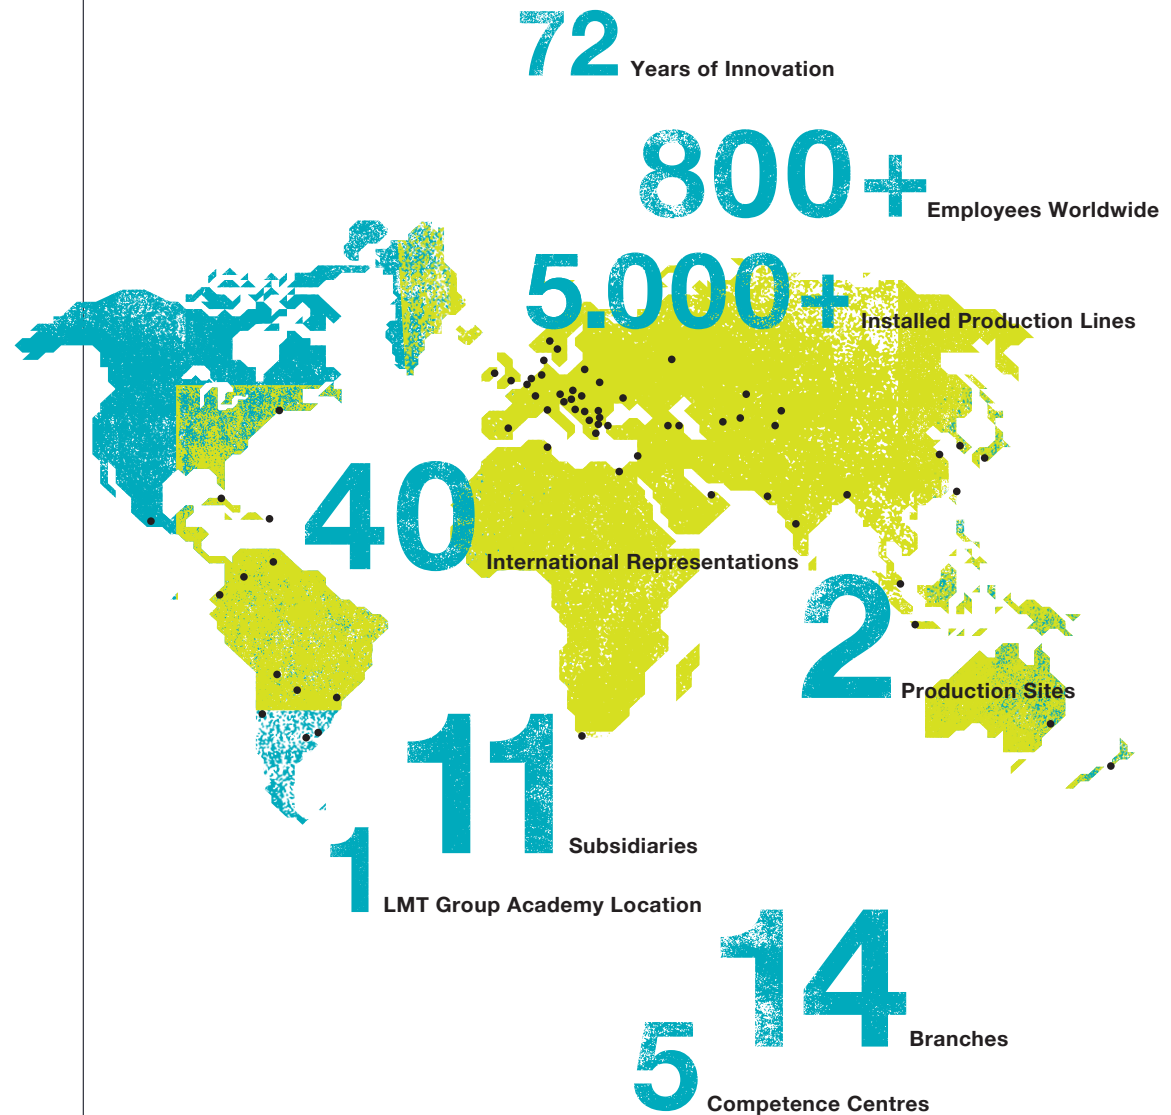 72 Years of Innovation
800+ Employees Worldwide
5.000+ Installed Production Lines
40 International Representations
2 Production Sites
11 Subsidiaries
1 LMT Group Academy Location
14 Branches
5 Competence Centres